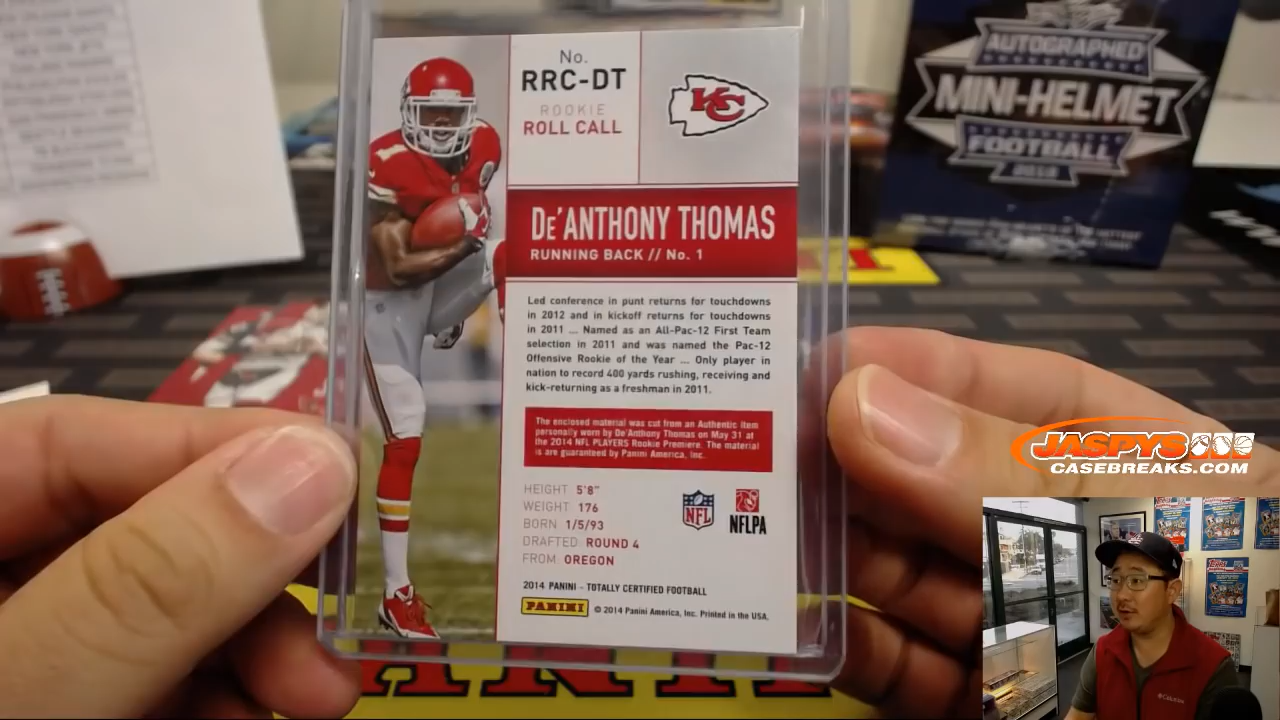 No.
RRC-DT
ROOKIE
ROLL CALL
KC
DE'ANTHONY THOMAS
RUNNING BACK // No. 1
Led conference in punt returns for touchdowns
in 2012 and in kickoff returns for touchdowns
in 2011 ... Named as an All-Pac-12 First Team
selection in 2011 and was named the Pac-12
Offensive Rookie of the Year ... Only player in
nation to record 400 yards rushing, receiving and
kick-returning as a freshman in 2011.
The enclosed material was cut from an Authentic item
personally worn by De'Anthony Thomas on May 31 at
the 2014 NFL PLAYERS Rookie Premiere. The material
is are guaranteed by Panini America, Inc.
HEIGHT 5'8"
WEIGHT 176
BORN 1/5/93
DRAFTED ROUND 4
FROM OREGON
NFL
NFLPA
2014 PANINI - TOTALLY CERTIFIED FOOTBALL
PANINI
© 2014 Panini America, Inc. Printed in the USA.
1
AUTOGRAPHED
MINI-HELMET
FOOTBALL
2018
JASPYS
CASEBREAKS.COM
Topps
Columbia